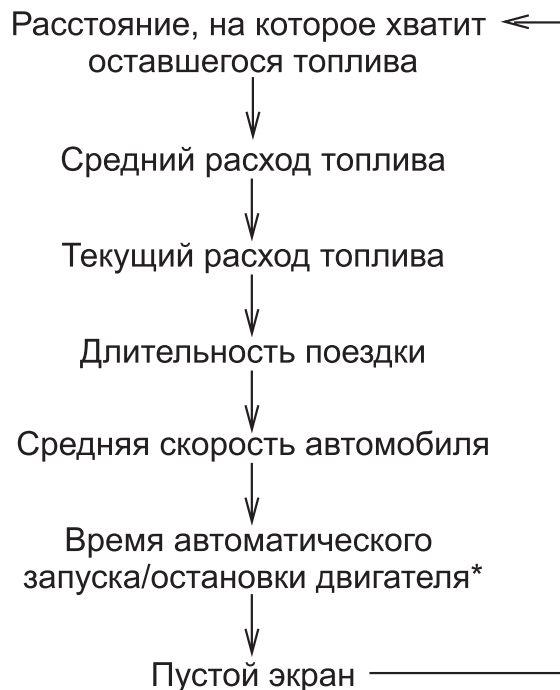 Расстояние, на которое хватит
оставшегося топлива
Средний расход топлива
Текущий расход топлива
Длительность поездки
Средняя скорость автомобиля
Время автоматического
запуска/остановки двигателя*
Пустой экран